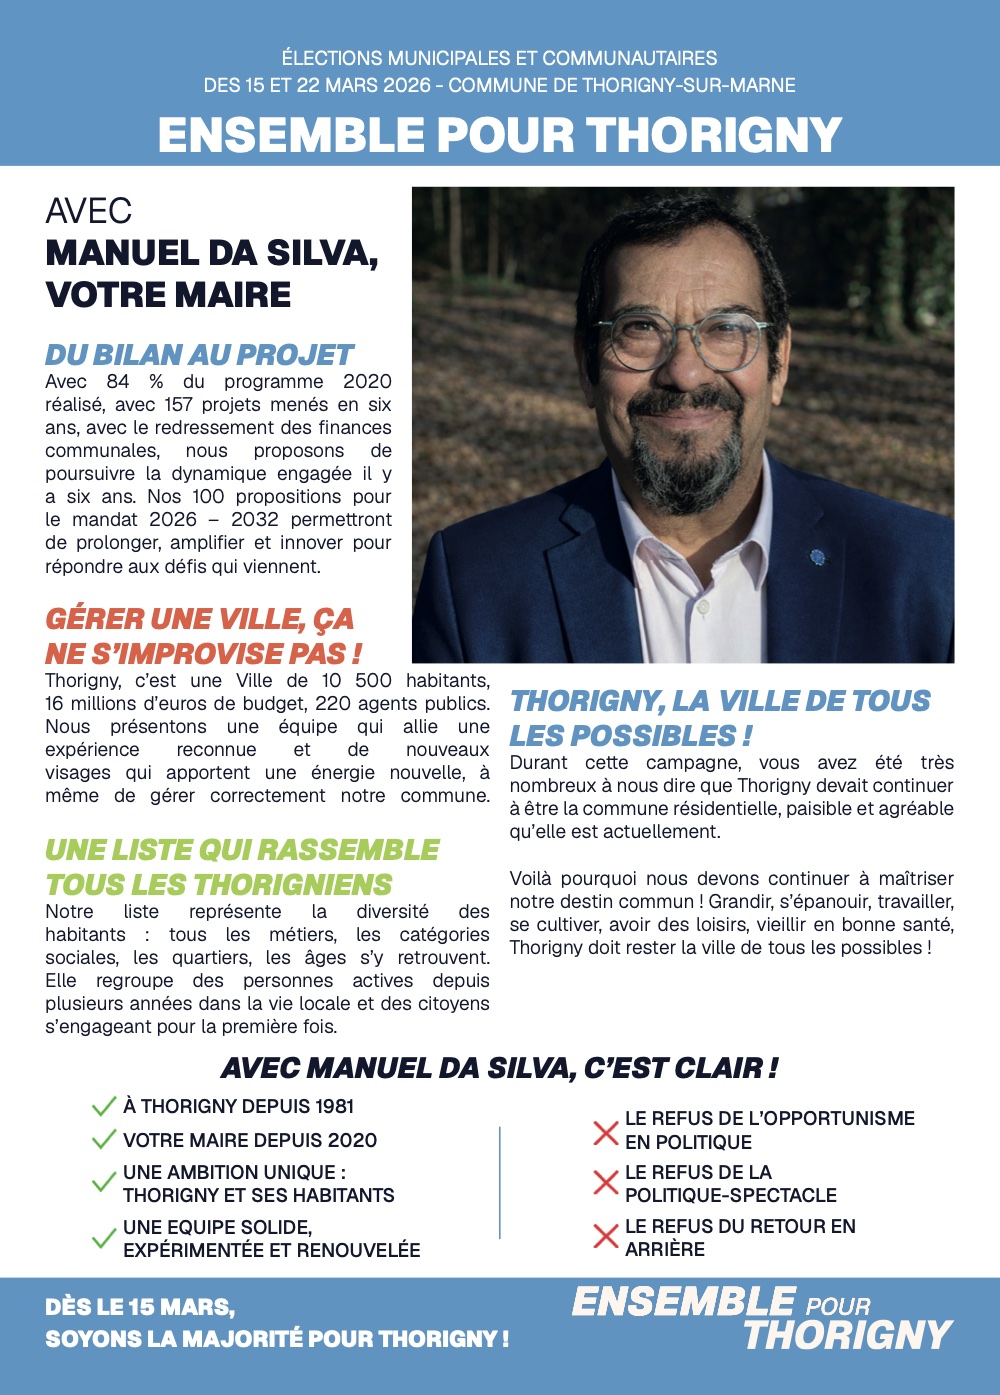 ÉLECTIONS MUNICIPALES ET COMMUNAUTAIRES
DES 15 ET 22 MARS 2026 - COMMUNE DE THORIGNY-SUR-MARNE
ENSEMBLE POUR THORIGNY
AVEC
MANUEL DA SILVA,
VOTRE MAIRE
DU BILAN AU PROJET
Avec 84 % du programme 2020
réalisé, avec 157 projets menés en six
ans, avec le redressement des finances
communales, nous proposons de
poursuivre la dynamique engagée il y
a six ans. Nos 100 propositions pour
le mandat 2026 – 2032 permettront
de prolonger, amplifier et innover pour
répondre aux défis qui viennent.
GÉRER UNE VILLE, ÇA
NE S'IMPROVISE PAS !
Thorigny, c'est une Ville de 10 500 habitants,
16 millions d'euros de budget, 220 agents publics.
Nous présentons une équipe qui allie une
expérience reconnue et de nouveaux
visages qui apportent une énergie nouvelle, à
même de gérer correctement notre commune.
UNE LISTE QUI RASSEMBLE
TOUS LES THORIGNIENS
Notre liste représente la diversité des
habitants : tous les métiers, les catégories
sociales, les quartiers, les âges s'y retrouvent.
Elle regroupe des personnes actives depuis
plusieurs années dans la vie locale et des citoyens
s'engageant pour la première fois.
THORIGNY, LA VILLE DE TOUS
LES POSSIBLES !
Durant cette campagne, vous avez été très
nombreux à nous dire que Thorigny devait continuer
à être la commune résidentielle, paisible et agréable
qu'elle est actuellement.
Voilà pourquoi nous devons continuer à maîtriser
notre destin commun ! Grandir, s'épanouir, travailler,
se cultiver, avoir des loisirs, vieillir en bonne santé,
Thorigny doit rester la ville de tous les possibles !
AVEC MANUEL DA SILVA, C'EST CLAIR !
À THORIGNY DEPUIS 1981
VOTRE MAIRE DEPUIS 2020
UNE AMBITION UNIQUE :
THORIGNY ET SES HABITANTS
UNE EQUIPE SOLIDE,
EXPÉRIMENTÉE ET RENOUVELÉE
LE REFUS DE L'OPPORTUNISME
EN POLITIQUE
LE REFUS DE LA
POLITIQUE-SPECTACLE
LE REFUS DU RETOUR EN
ARRIÈRE
DÈS LE 15 MARS,
SOYONS LA MAJORITÉ POUR THORIGNY !
ENSEMBLE POUR
THORIGNY